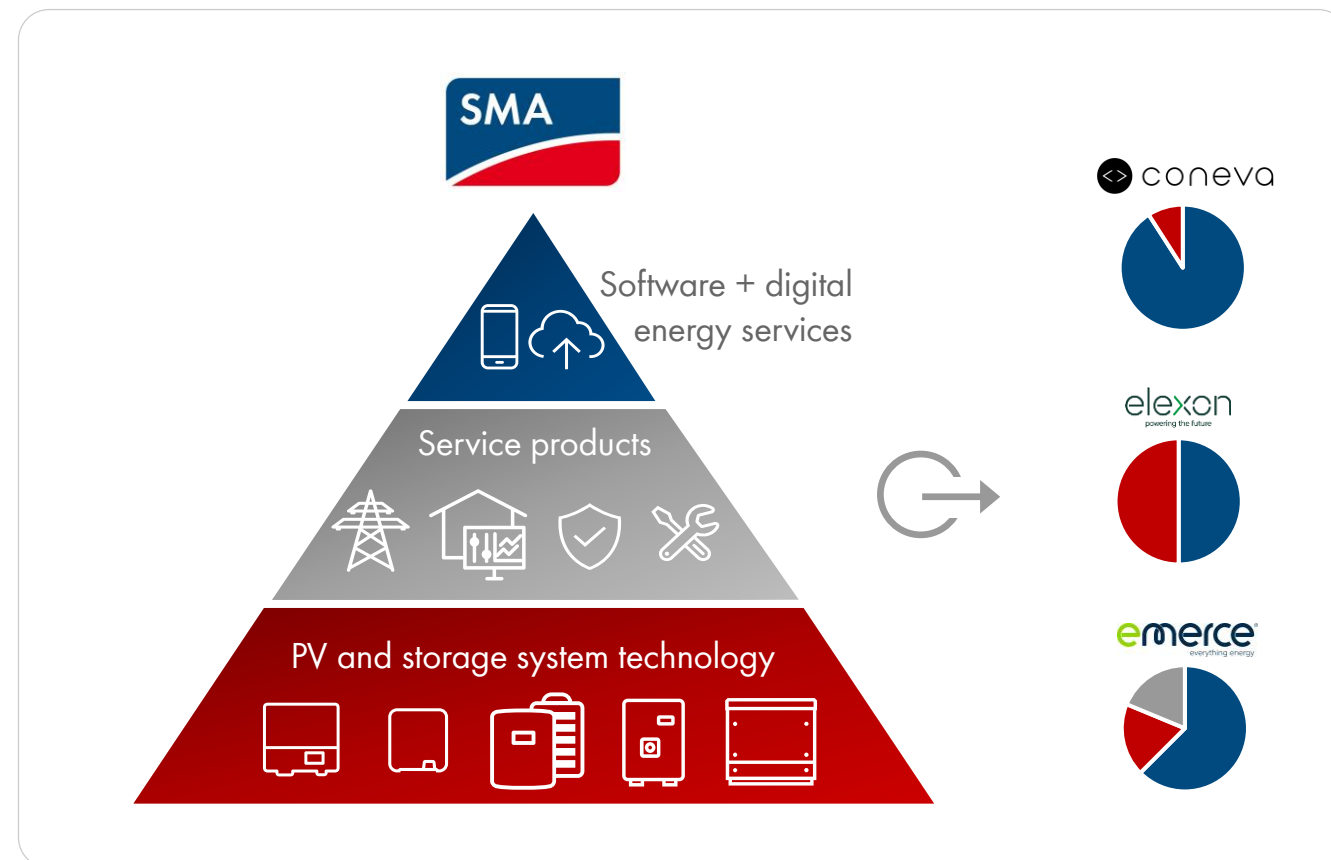 SMA
Software + digital
energy services
Service products
PV and storage system technology
<> coneva
elexon
powering the future
emerce®
everything energy